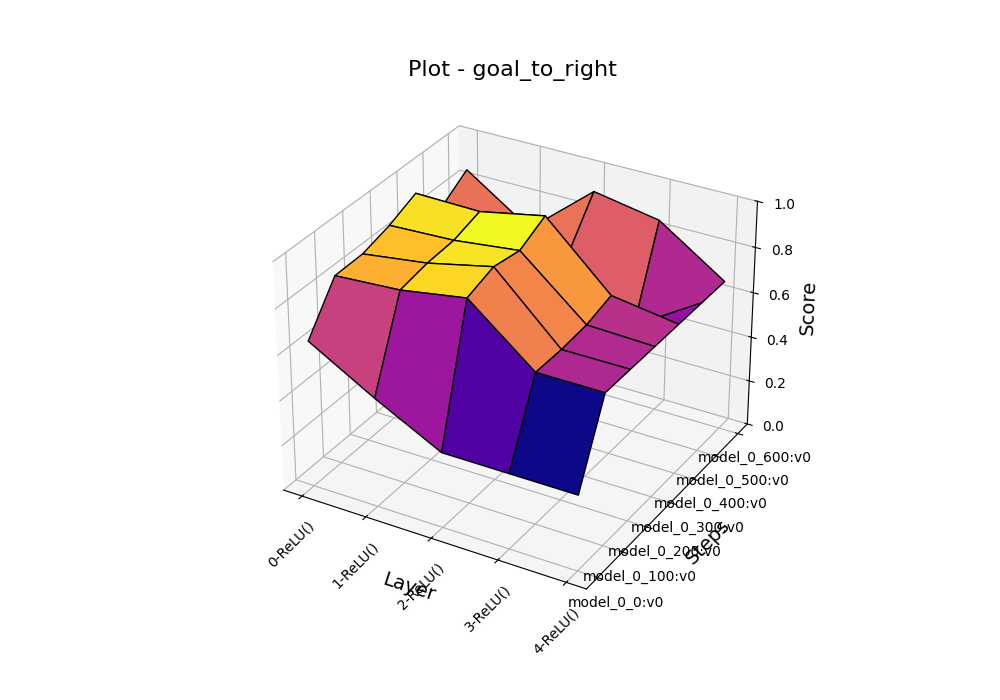 Plot - goal_to_right
1.0
0.8
0.6
0.4
0.2
0.0
Score
model_0_600:v0
model_0_500:v0
model_0_400:v0
model_0_300:v0
model_0_200:v0
model_0_100:v0
model_0_0:v0
Steps
0-ReLU()
1-ReLU()
2-ReLU()
3-ReLU()
4-ReLU()
Layer